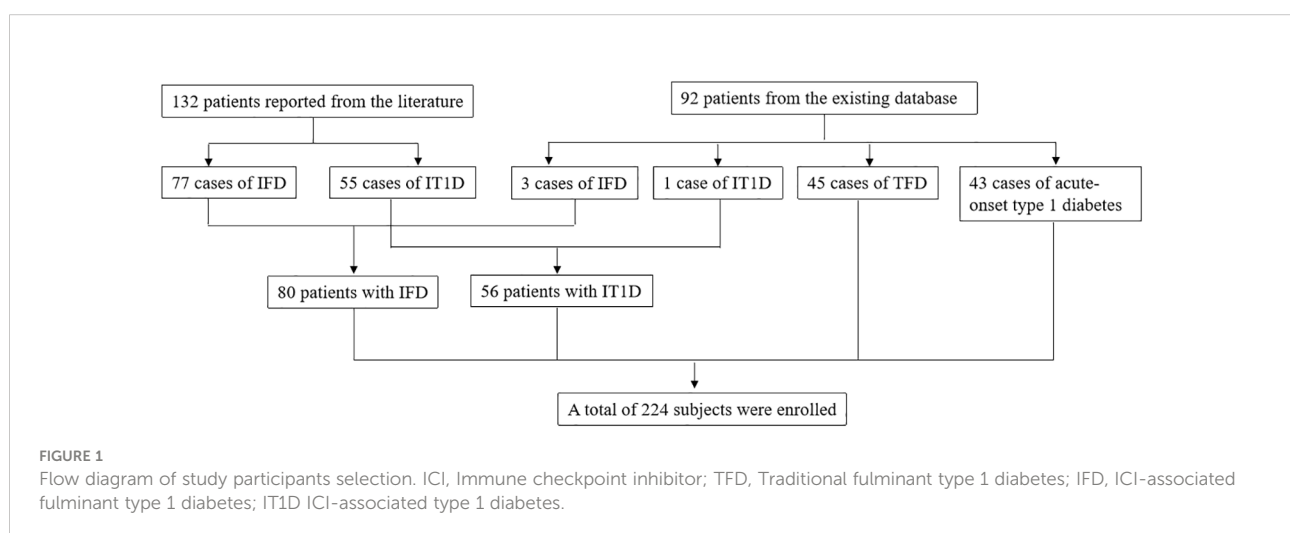 132 patients reported from the literature
92 patients from the existing database
77 cases of IFD
55 cases of IT1D
3 cases of IFD
1 case of IT1D
45 cases of TFD
43 cases of acute-
onset type 1 diabetes
80 patients with IFD
56 patients with IT1D
A total of 224 subjects were enrolled
FIGURE 1
Flow diagram of study participants selection. ICI, Immune checkpoint inhibitor; TFD, Traditional fulminant type 1 diabetes; IFD, ICI-associated
fulminant type 1 diabetes; IT1D ICI-associated type 1 diabetes.